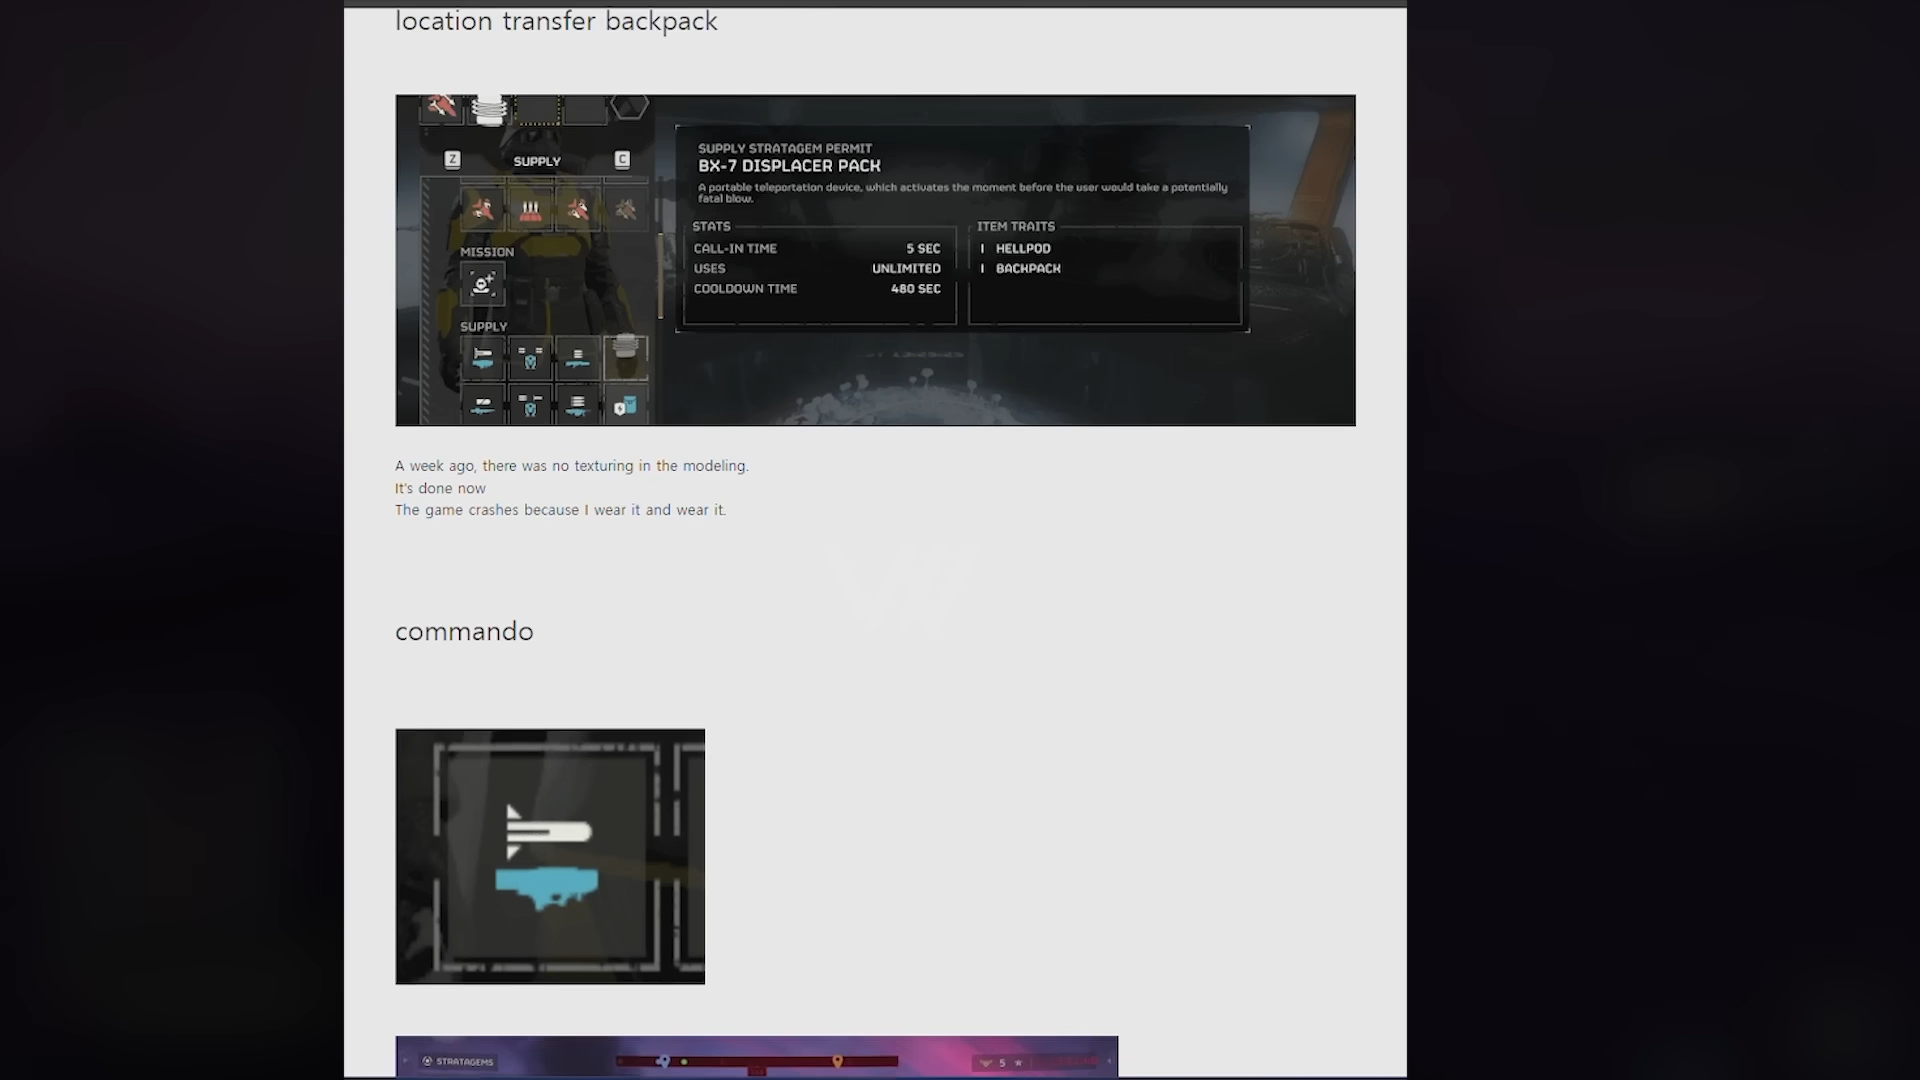 location transfer backpack
SUPPLY STRATAGEM PERMIT
BX-7 DISPLACER PACK
A portable teleportation device, which activates the moment before the user would take a potentially
fatal blow.
Z SUPPLY C
STATS
CALL-IN TIME 5 SEC
USES UNLIMITED
COOLDOWN TIME 480 SEC
ITEM TRAITS
HELLPOD
BACKPACK
MISSION
SUPPLY
A week ago, there was no texturing in the modeling.
It's done now
The game crashes because I wear it and wear it.
commando
STRATAGEMS
5